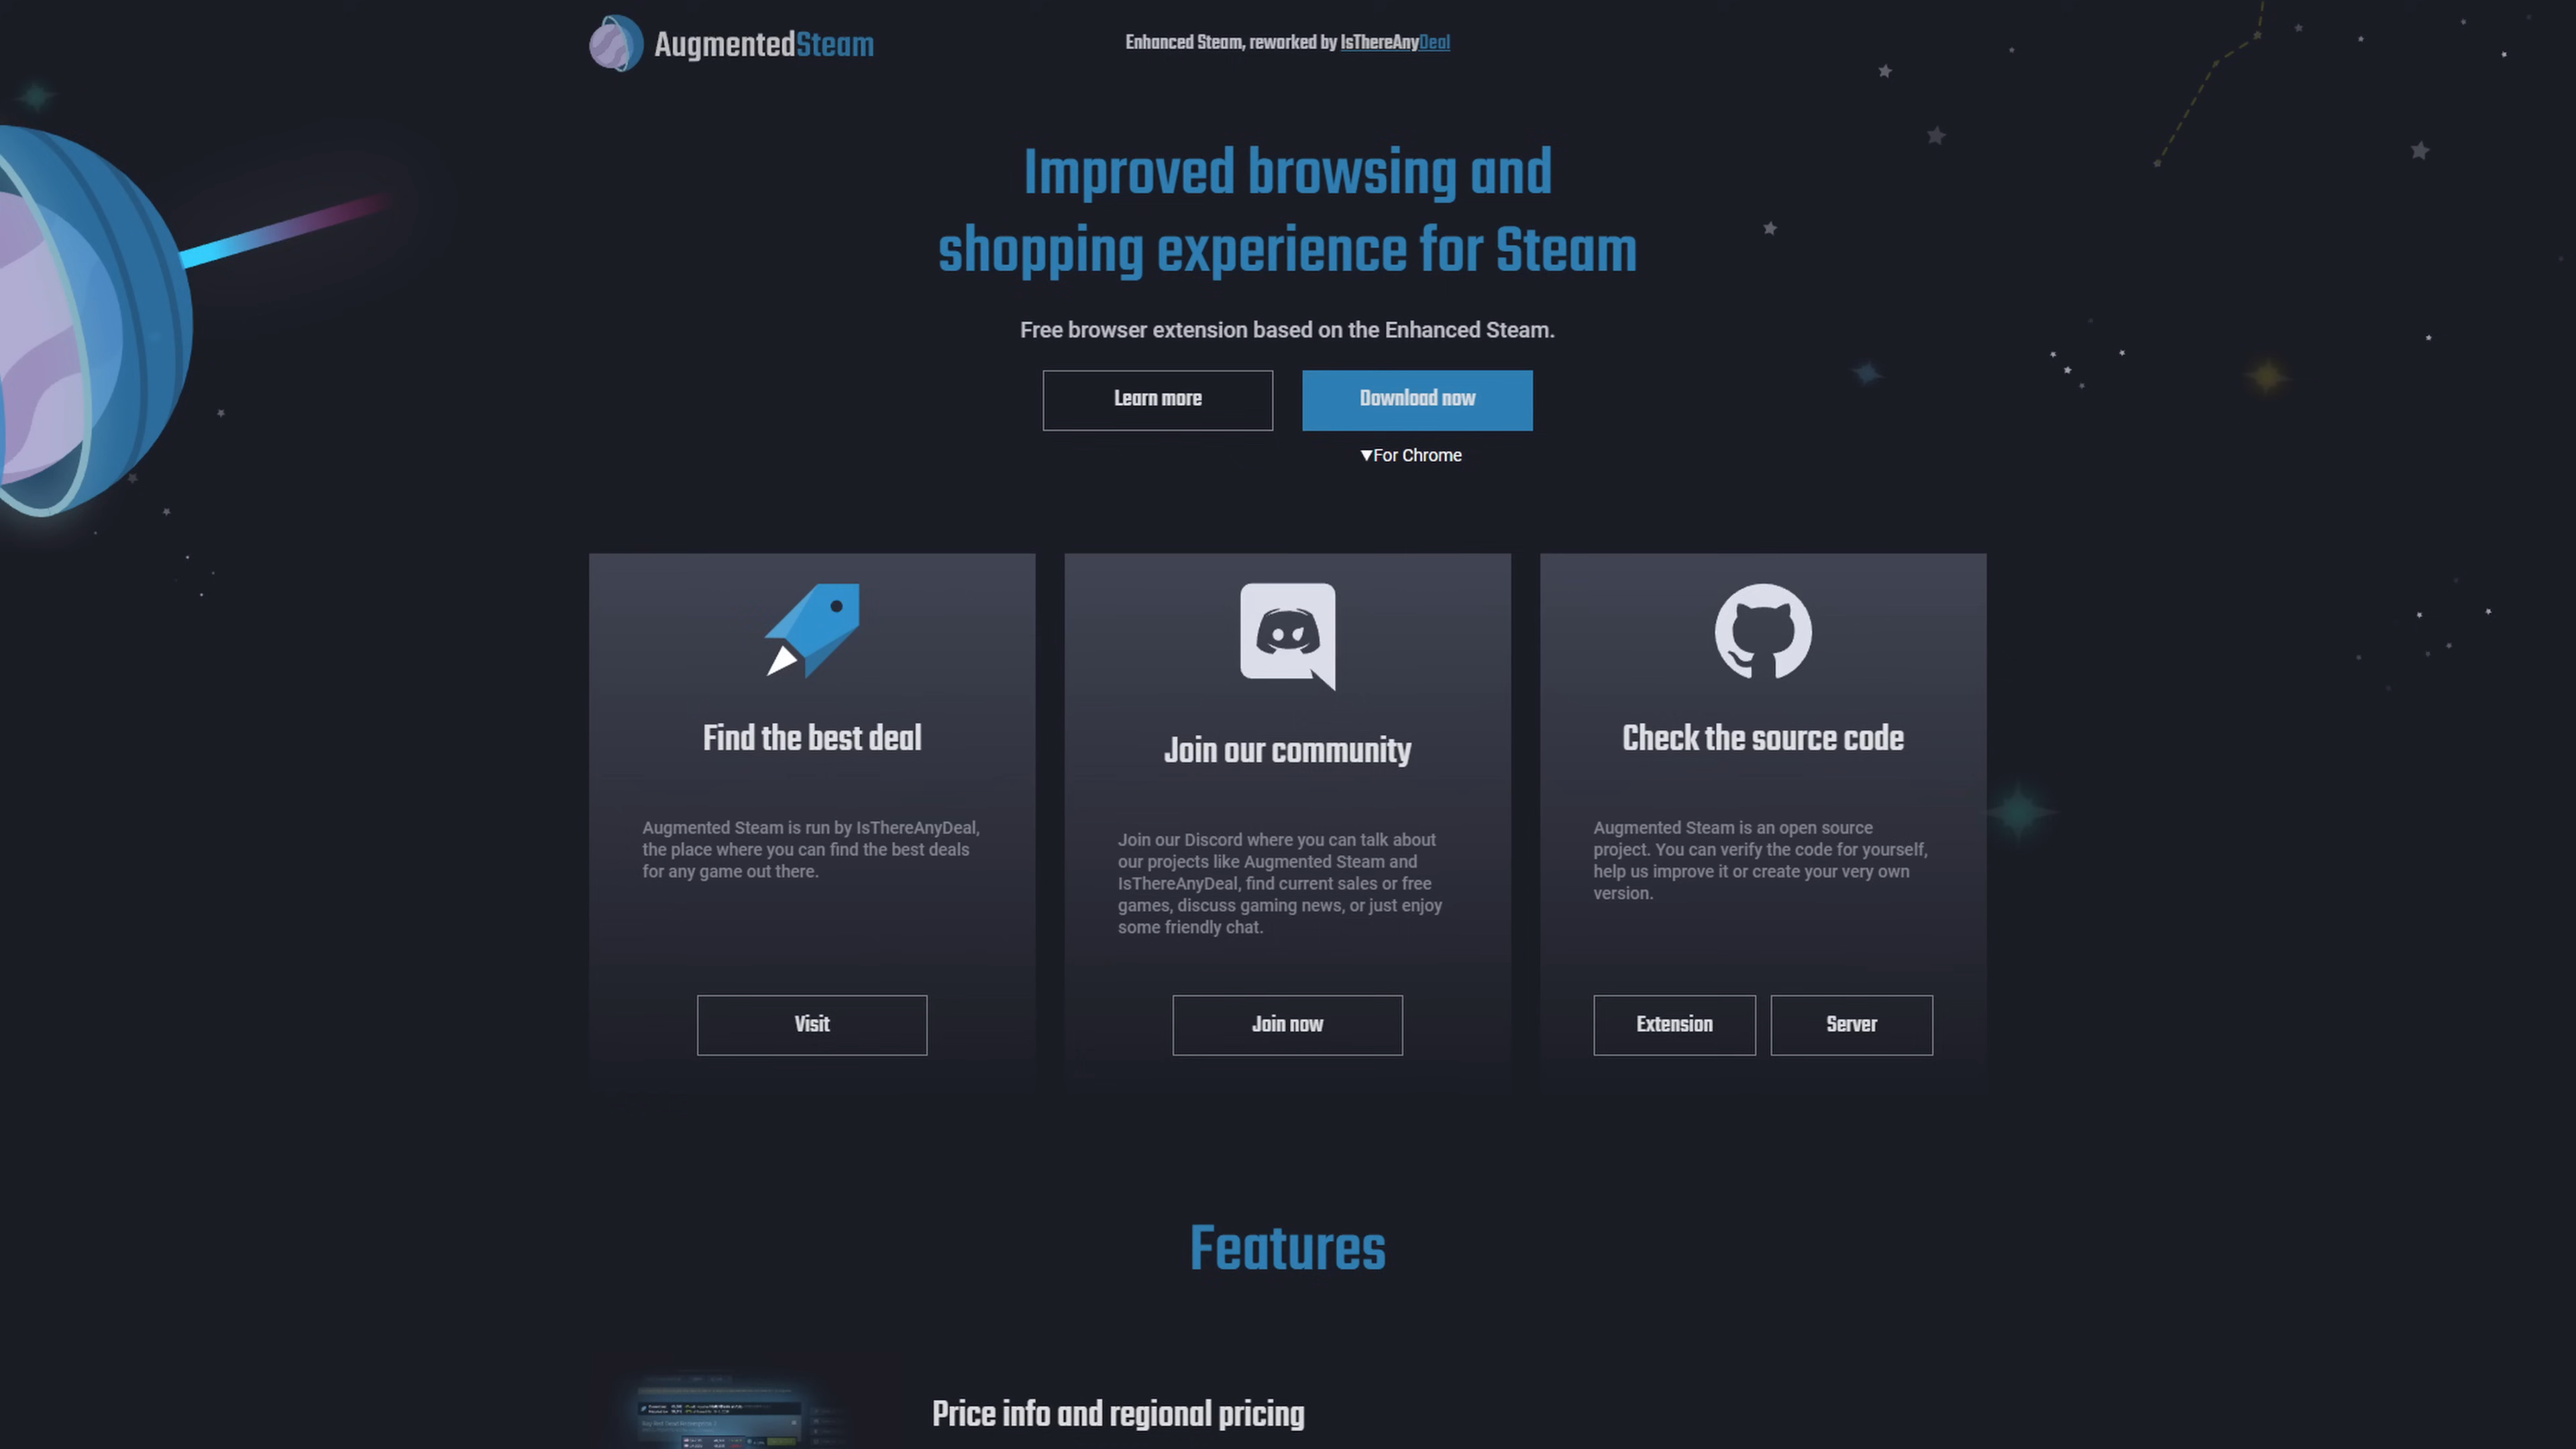 AugmentedSteam
Enhanced Steam, reworked by IsThereAnyDeal
Improved browsing and
shopping experience for Steam
Free browser extension based on the Enhanced Steam.
Learn more
Download now
▼For Chrome
Find the best deal
Augmented Steam is run by IsThereAnyDeal,
the place where you can find the best deals
for any game out there.
Visit
Join our community
Join our Discord where you can talk about
our projects like Augmented Steam and
IsThereAnyDeal, find current sales or free
games, discuss gaming news, or just enjoy
some friendly chat.
Join now
Check the source code
Augmented Steam is an open source
project. You can verify the code for yourself,
help us improve it or create your very own
version.
Extension
Server
Features
Price info and regional pricing